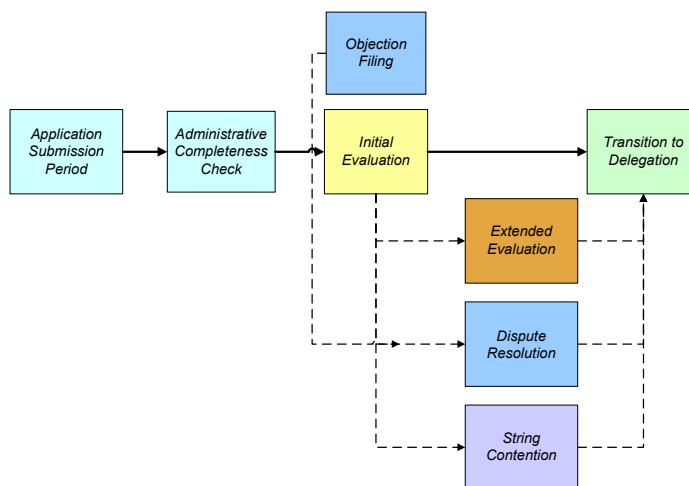 Objection
Filing
Application
Submission
Period
Administrative
Completeness
Check
Initial
Evaluation
Transition to
Delegation
Extended
Evaluation
Dispute
Resolution
String
Contention